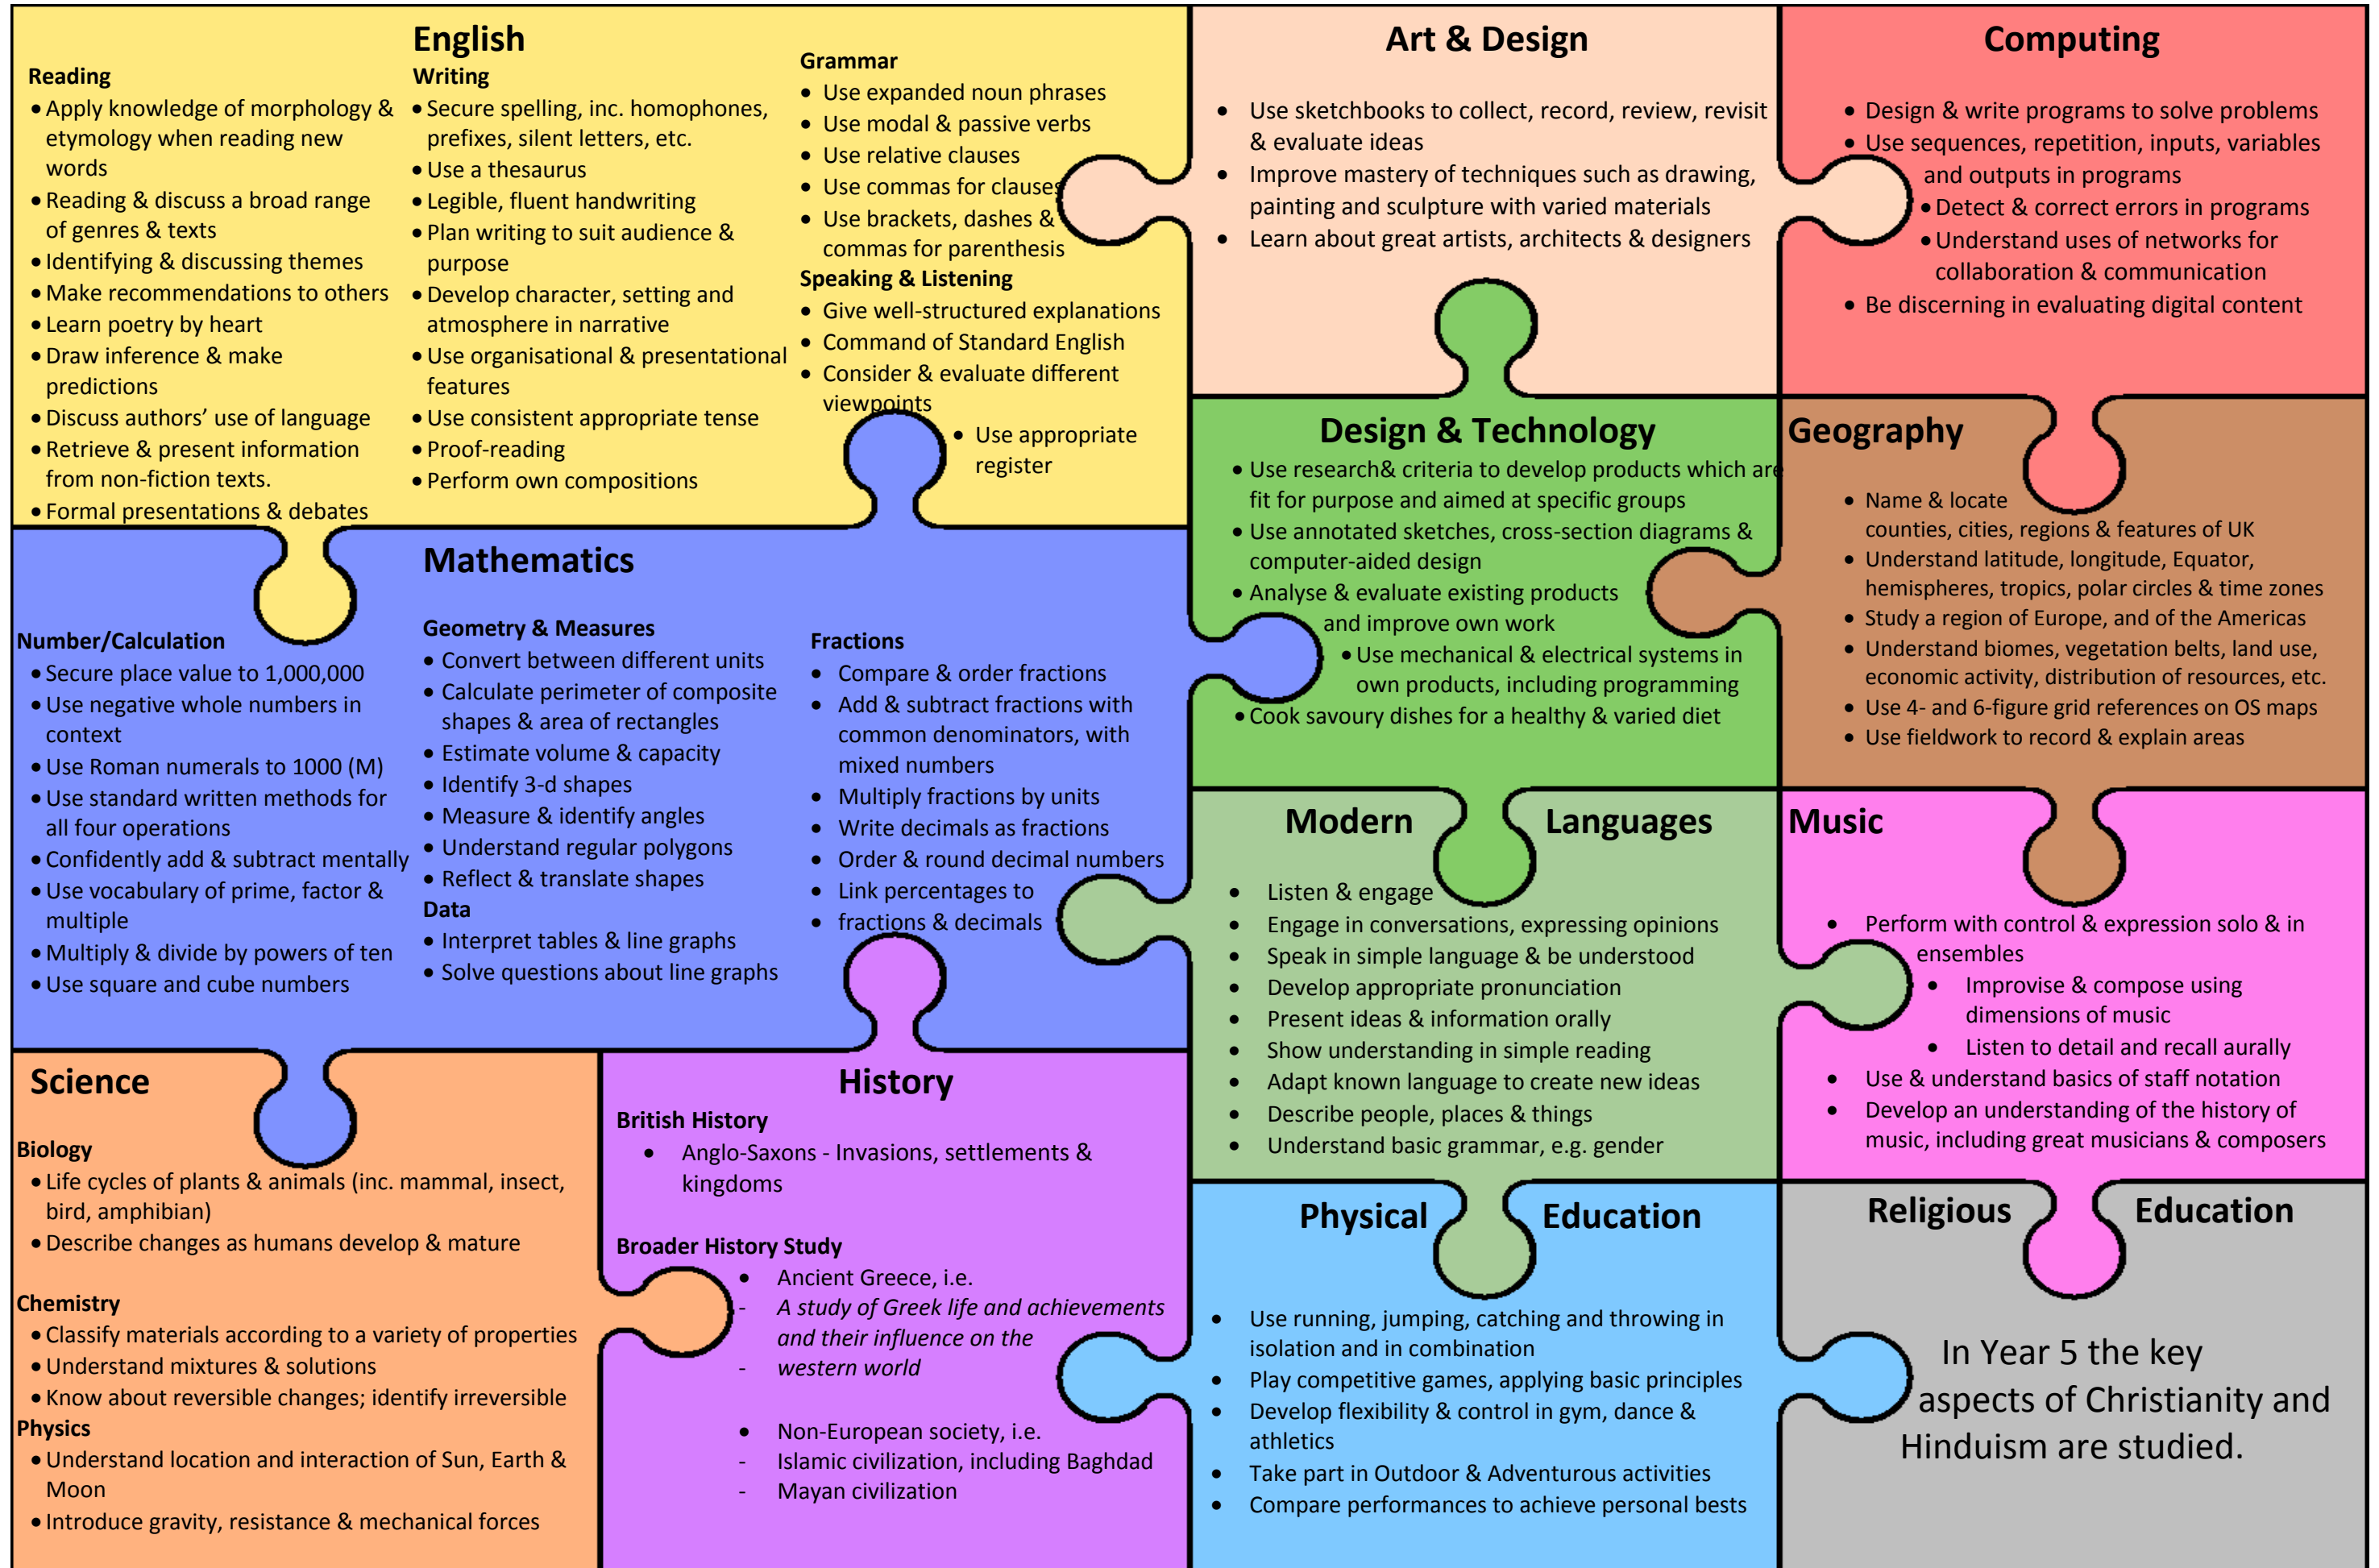 English
Reading
• Apply knowledge of morphology &
etymology when reading new
words
• Reading & discuss a broad range
of genres & texts
• Identifying & discussing themes
• Make recommendations to others
• Learn poetry by heart
• Draw inference & make
predictions
• Discuss authors’ use of language
• Retrieve & present information
from non-fiction texts.
• Formal presentations & debates
Writing
• Secure spelling, inc. homophones,
prefixes, silent letters, etc.
• Use a thesaurus
• Legible, fluent handwriting
• Plan writing to suit audience &
purpose
• Develop character, setting and
atmosphere in narrative
• Use organisational & presentational
features
• Use consistent appropriate tense
• Proof-reading
• Perform own compositions
Grammar
• Use expanded noun phrases
• Use modal & passive verbs
• Use relative clauses
• Use commas for clauses
• Use brackets, dashes &
commas for parenthesis
Speaking & Listening
• Give well-structured explanations
• Command of Standard English
• Consider & evaluate different
viewpoints
• Use appropriate
register
Art & Design
• Use sketchbooks to collect, record, review, revisit
& evaluate ideas
• Improve mastery of techniques such as drawing,
painting and sculpture with varied materials
• Learn about great artists, architects & designers
Computing
• Design & write programs to solve problems
• Use sequences, repetition, inputs, variables
and outputs in programs
• Detect & correct errors in programs
• Understand uses of networks for
collaboration & communication
• Be discerning in evaluating digital content
Design & Technology
• Use research& criteria to develop products which are
fit for purpose and aimed at specific groups
• Use annotated sketches, cross-section diagrams &
computer-aided design
• Analyse & evaluate existing products
and improve own work
• Use mechanical & electrical systems in
own products, including programming
• Cook savoury dishes for a healthy & varied diet
Geography
• Name & locate
counties, cities, regions & features of UK
• Understand latitude, longitude, Equator,
hemispheres, tropics, polar circles & time zones
• Study a region of Europe, and of the Americas
• Understand biomes, vegetation belts, land use,
economic activity, distribution of resources, etc.
• Use 4- and 6-figure grid references on OS maps
• Use fieldwork to record & explain areas
Mathematics
Number/Calculation
• Secure place value to 1,000,000
• Use negative whole numbers in
context
• Use Roman numerals to 1000 (M)
• Use standard written methods for
all four operations
• Confidently add & subtract mentally
• Use vocabulary of prime, factor &
multiple
• Multiply & divide by powers of ten
• Use square and cube numbers
Geometry & Measures
• Convert between different units
• Calculate perimeter of composite
shapes & area of rectangles
• Estimate volume & capacity
• Identify 3-d shapes
• Measure & identify angles
• Understand regular polygons
• Reflect & translate shapes
Data
• Interpret tables & line graphs
• Solve questions about line graphs
Fractions
• Compare & order fractions
• Add & subtract fractions with
common denominators, with
mixed numbers
• Multiply fractions by units
• Write decimals as fractions
• Order & round decimal numbers
• Link percentages to
• fractions & decimals
Modern Languages
• Listen & engage
• Engage in conversations, expressing opinions
• Speak in simple language & be understood
• Develop appropriate pronunciation
• Present ideas & information orally
• Show understanding in simple reading
• Adapt known language to create new ideas
• Describe people, places & things
• Understand basic grammar, e.g. gender
Music
• Perform with control & expression solo & in
ensembles
• Improvise & compose using
dimensions of music
• Listen to detail and recall aurally
• Use & understand basics of staff notation
• Develop an understanding of the history of
music, including great musicians & composers
Science
Biology
• Life cycles of plants & animals (inc. mammal, insect,
bird, amphibian)
• Describe changes as humans develop & mature
Chemistry
• Classify materials according to a variety of properties
• Understand mixtures & solutions
• Know about reversible changes; identify irreversible
Physics
• Understand location and interaction of Sun, Earth &
Moon
• Introduce gravity, resistance & mechanical forces
History
British History
• Anglo-Saxons - Invasions, settlements &
kingdoms
Broader History Study
• Ancient Greece, i.e.
- A study of Greek life and achievements
and their influence on the
- western world
• Non-European society, i.e.
- Islamic civilization, including Baghdad
- Mayan civilization
Physical Education
• Use running, jumping, catching and throwing in
isolation and in combination
• Play competitive games, applying basic principles
• Develop flexibility & control in gym, dance &
athletics
• Take part in Outdoor & Adventurous activities
• Compare performances to achieve personal bests
Religious Education
In Year 5 the key
aspects of Christianity and
Hinduism are studied.